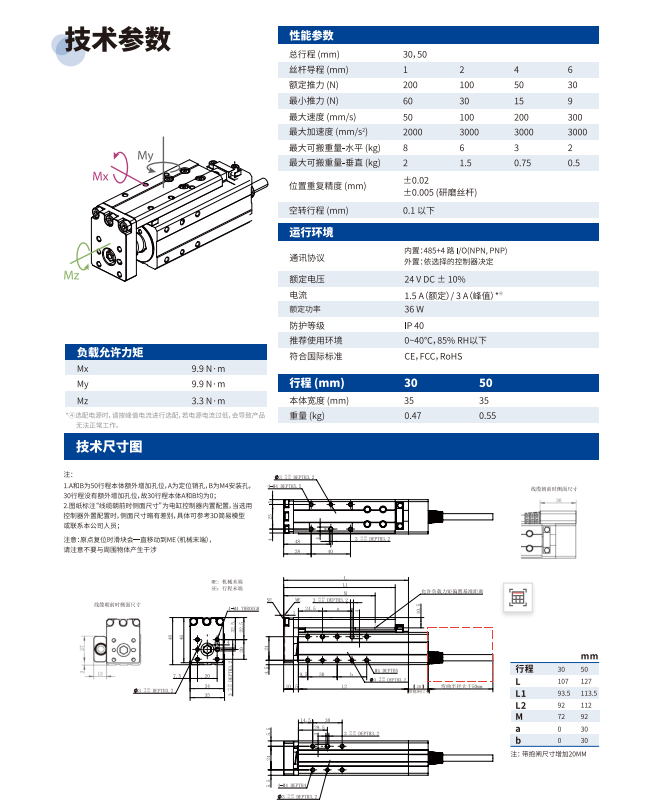 技术参数
性能参数
总行程 (mm) 30, 50
丝杆导程 (mm) 1 2 4 6
额定推力 (N) 200 100 50 30
最小推力 (N) 60 30 15 9
最大速度 (mm/s) 50 100 200 300
最大加速度 (mm/s²) 2000 3000 3000 3000
最大可搬重量-水平 (kg) 8 6 3 2
最大可搬重量-垂直 (kg) 2 1.5 0.75 0.5
位置重复精度 (mm) ±0.02
±0.005 (研磨丝杆)
空转行程 (mm) 0.1 以下
Mx
My
Mz
运行环境
通讯协议 内置:485+4 路 I/O(NPN, PNP)
外置:依选择的控制器决定
额定电压 24 V DC ± 10%
电流 1.5 A (额定) / 3 A (峰值) *④
额定功率 36 W
防护等级 IP 40
推荐使用环境 0~40℃, 85% RH以下
符合国际标准 CE, FCC, RoHS
负载允许力矩
Mx 9.9 N·m
My 9.9 N·m
Mz 3.3 N·m
*④选配电源时,请按峰值电流进行选配,若电源电流过低,会导致产品
无法正常工作。
行程 (mm) 30 50
本体宽度 (mm) 35 35
重量 (kg) 0.47 0.55
技术尺寸图
注:
1.A和B为50行程本体额外增加孔位, A为定位销孔, B为M4安装孔,
30行程没有额外增加孔位, 故30行程本体A和B均为0;
2.图纸标注“线缆朝前时侧面尺寸”为电缸控制器内置配置, 当选用
控制器外置配置时, 侧面尺寸略有差别, 具体可参考3D简易模型
或联系本公司人员;
注意:原点复位时滑块会一直移动到ME (机械末端),
请注意不要与周围物体产生干涉
线缆朝前时侧面尺寸
ME: 机械末端
SE: 行程末端
线缆朝前时侧面尺寸
允许负载力矩偏置基准距离
L
L1
M
mm
行程 30 50
L 107 127
L1 93.5 113.5
L2 92 112
M 72 92
a 0 30
b 0 30
注: 带抱闸尺寸增加20MM